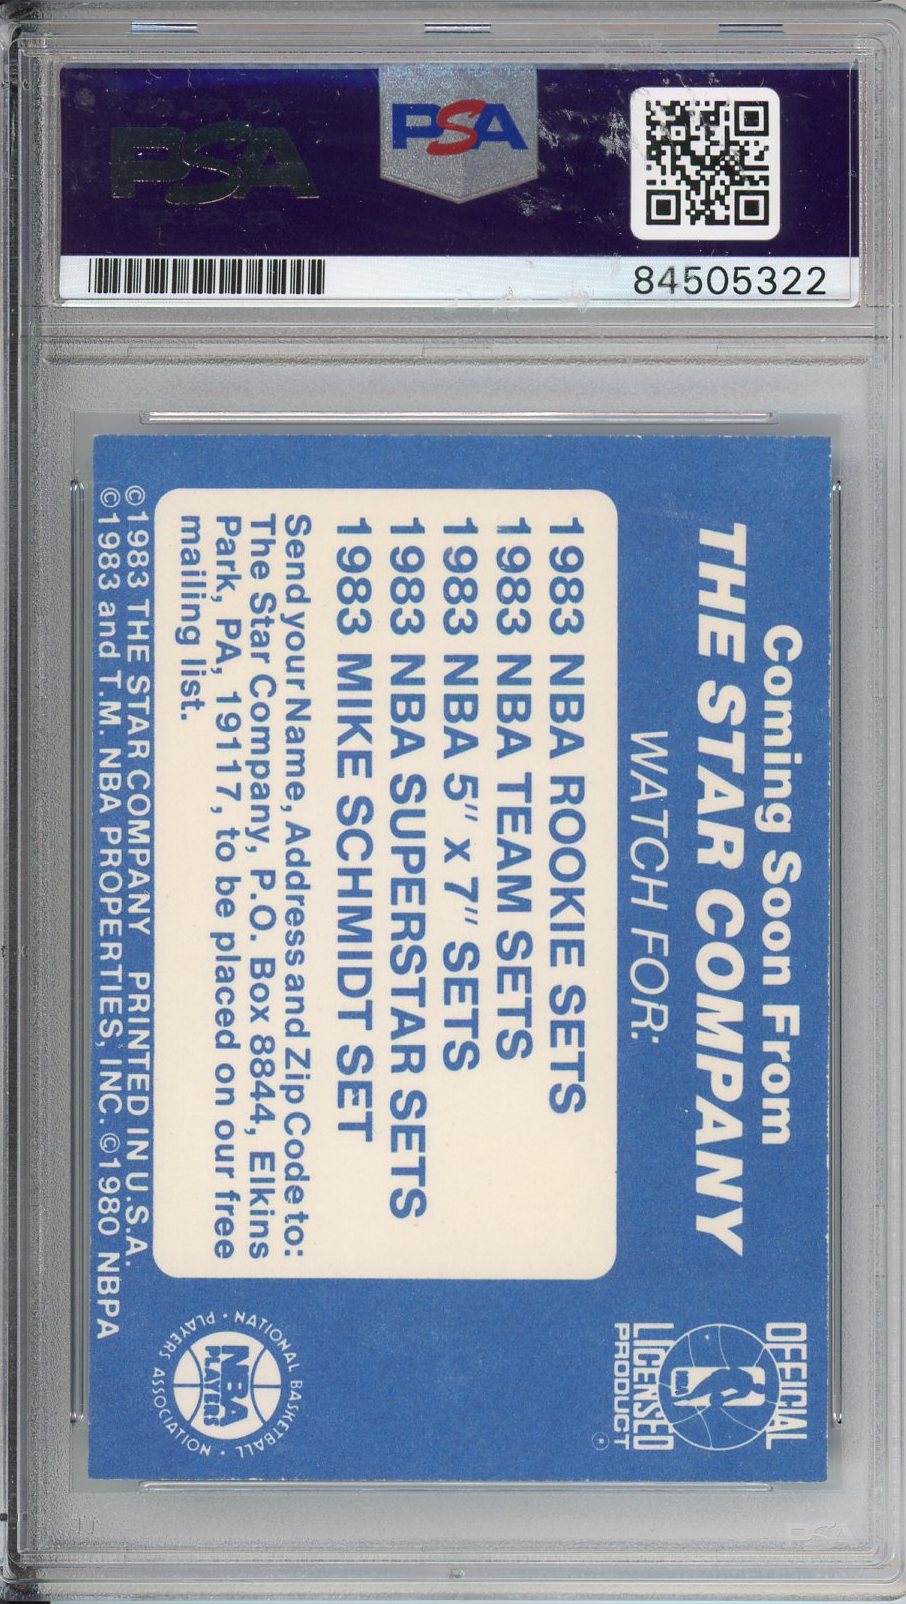 PSA
PSA
84505322
Coming Soon From
THE STAR COMPANY
WATCH FOR:
1983 NBA ROOKIE SETS
1983 NBA TEAM SETS
1983 NBA 5" x 7" SETS
1983 NBA SUPERSTAR SETS
1983 MIKE SCHMIDT SET
Send your Name, Address and Zip Code to:
The Star Company, P.O. Box 8844, Elkins
Park, PA, 19117, to be placed on our free
mailing list.
©1983 THE STAR COMPANY PRINTED IN U.S.A.
©1983 and T.M. NBA PROPERTIES, INC. ©1980 NBPA
OFFICIAL
NBA
LICENSED
PRODUCT
®
NATIONAL BASKETBALL
NBA
PLAYERS
PLAYERS ASSOCIATION
PSA